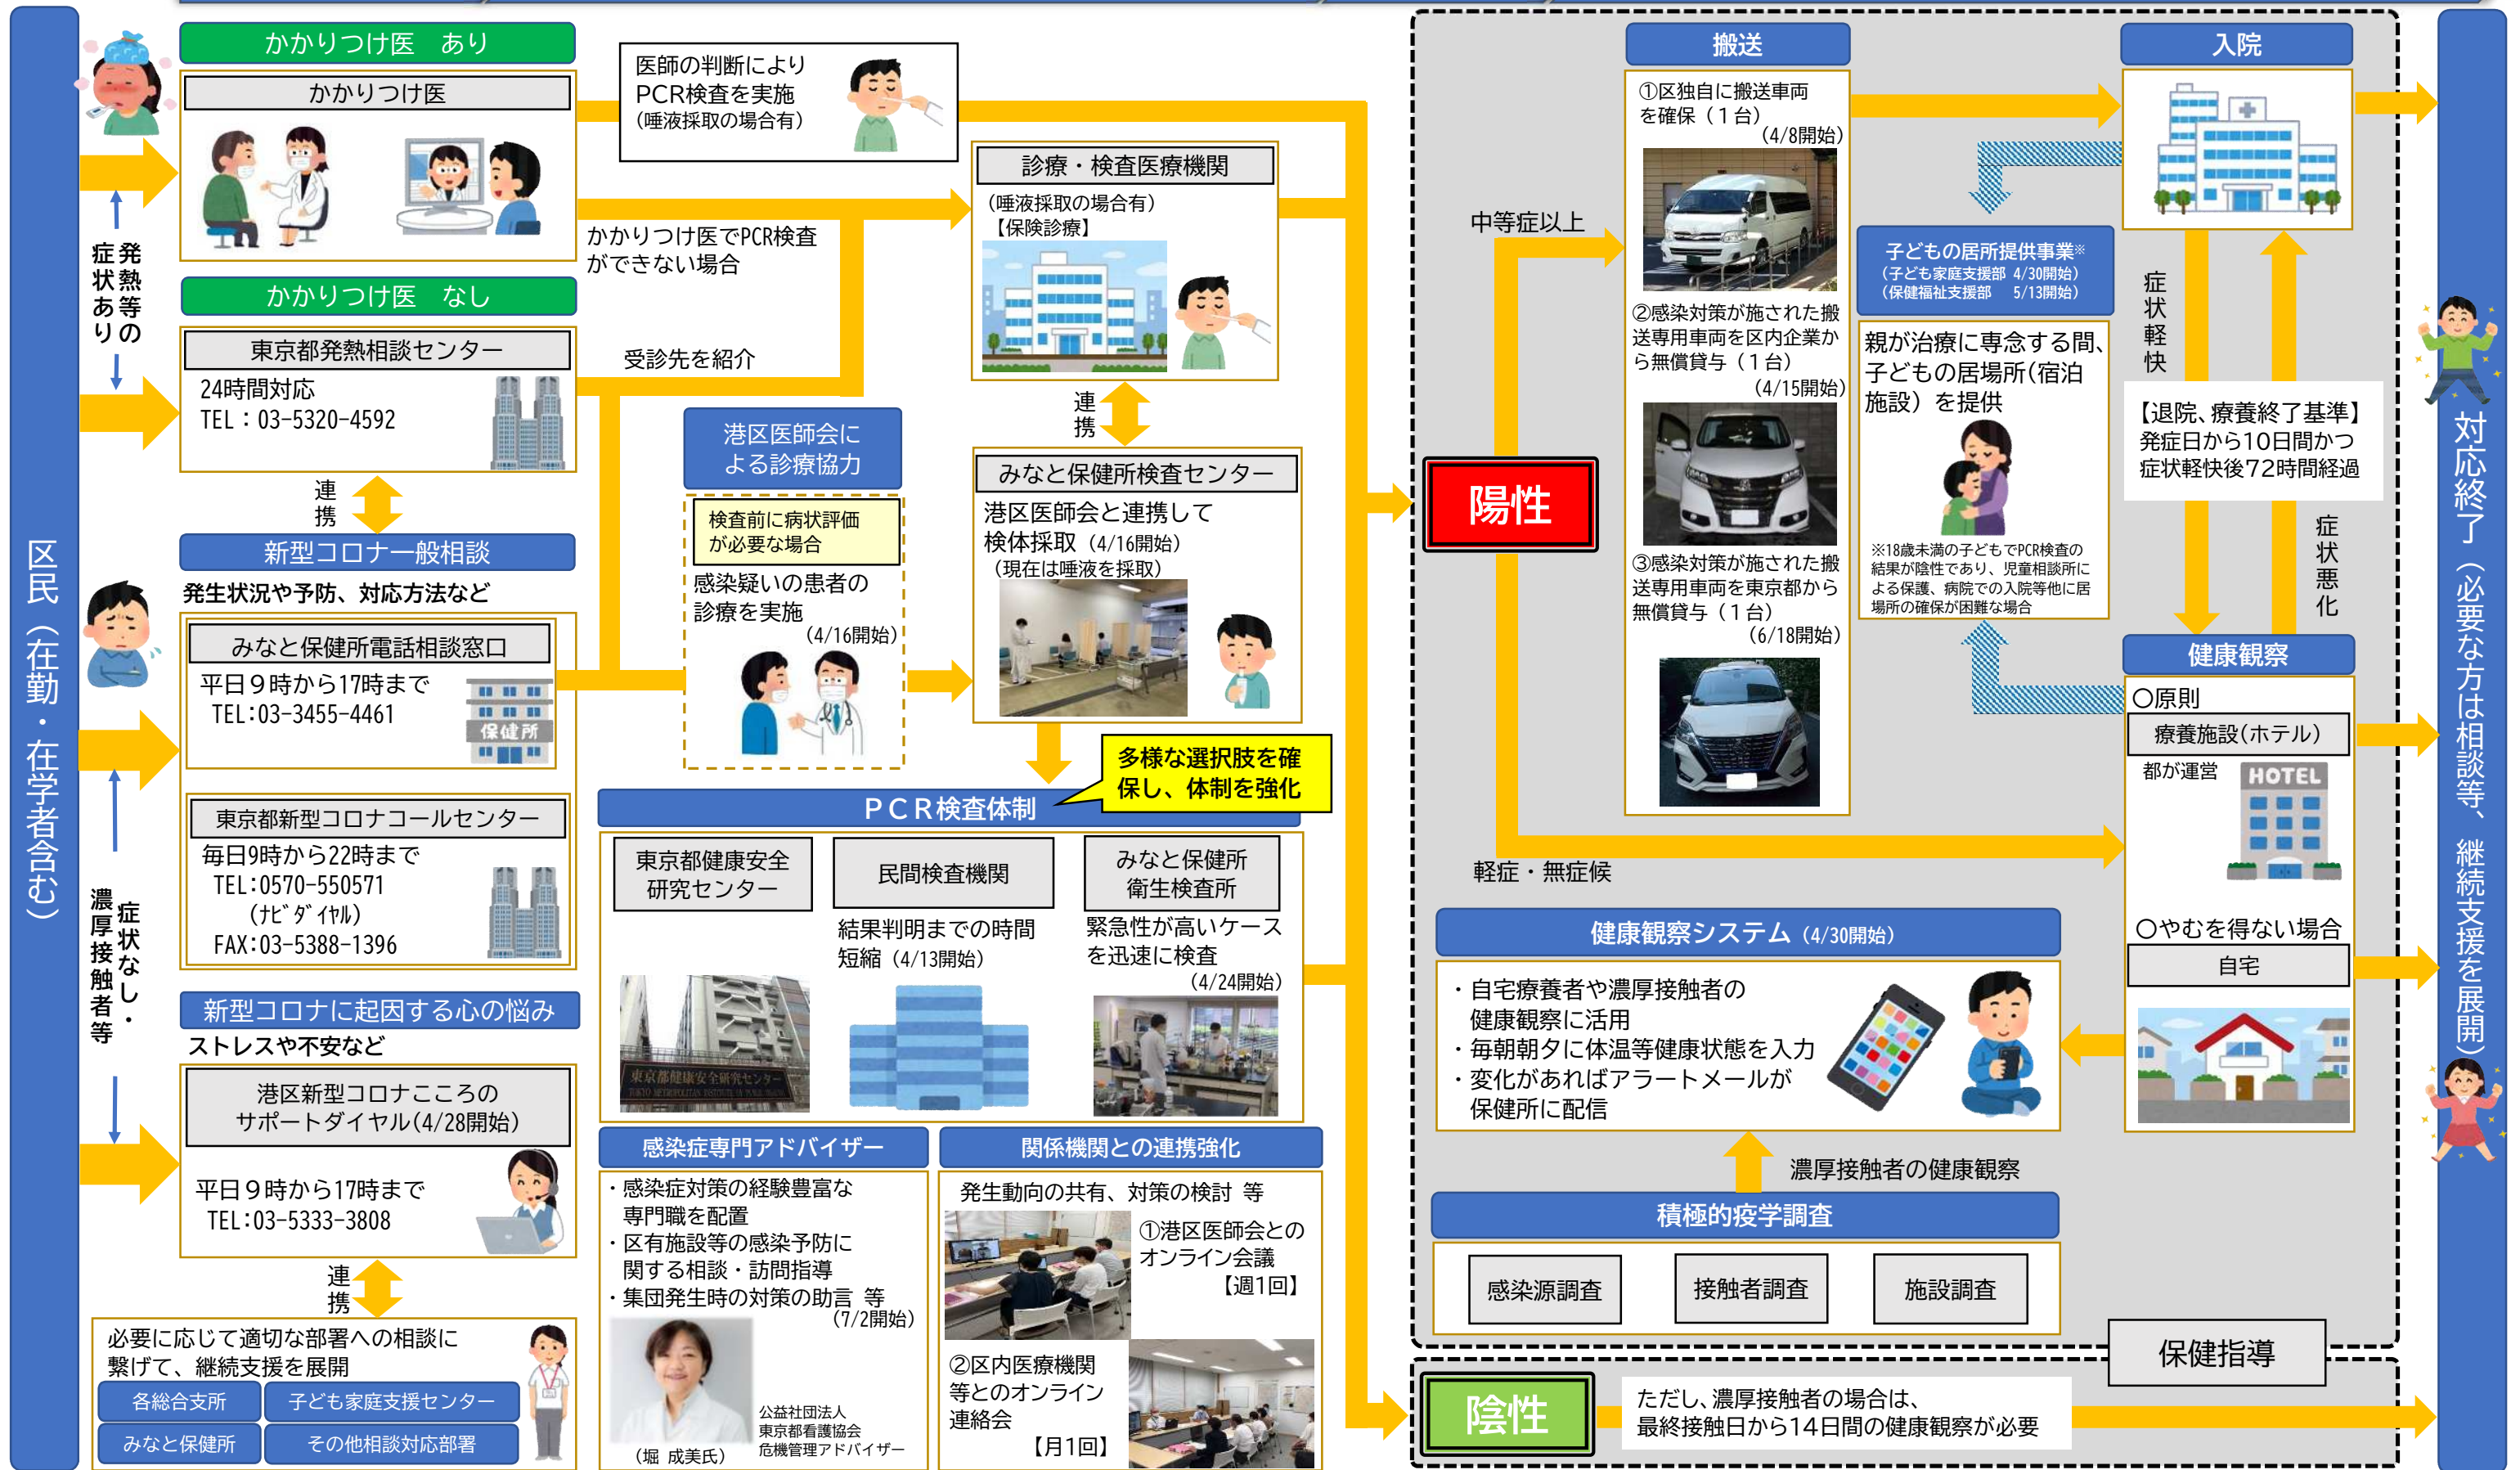 区民（在勤・在学者含む）
発熱等の
症状あり
症状なし・
濃厚接触者等
かかりつけ医　あり
かかりつけ医
医師の判断により
PCR検査を実施
（唾液採取の場合有）
かかりつけ医でPCR検査
ができない場合
かかりつけ医　なし
東京都発熱相談センター
24時間対応
TEL：03-5320-4592
受診先を紹介
連携
新型コロナ一般相談
発生状況や予防、対応方法など
みなと保健所電話相談窓口
平日９時から17時まで
TEL:03-3455-4461
保健所
東京都新型コロナコールセンター
毎日9時から22時まで
TEL:0570-550571
（ﾅﾋﾞﾀﾞｲﾔﾙ）
FAX:03-5388-1396
新型コロナに起因する心の悩み
ストレスや不安など
港区新型コロナこころの
サポートダイヤル(4/28開始)
平日９時から17時まで
TEL:03-5333-3808
連携
必要に応じて適切な部署への相談に
繋げて、継続支援を展開
各総合支所
子ども家庭支援センター
みなと保健所
その他相談対応部署
診療・検査医療機関
（唾液採取の場合有）
【保険診療】
連携
港区医師会に
よる診療協力
検査前に病状評価
が必要な場合
感染疑いの患者の
診療を実施
（4/16開始）
みなと保健所検査センター
港区医師会と連携して
検体採取（4/16開始）
（現在は唾液を採取）
多様な選択肢を確
保し、体制を強化
ＰＣＲ検査体制
東京都健康安全
研究センター
東京都健康安全研究センター
民間検査機関
結果判明までの時間
短縮（4/13開始）
みなと保健所
衛生検査所
緊急性が高いケース
を迅速に検査
（4/24開始）
感染症専門アドバイザー
・感染症対策の経験豊富な
専門職を配置
・区有施設等の感染予防に
関する相談・訪問指導
・集団発生時の対策の助言 等
（7/2開始）
（堀 成美氏）
公益社団法人
東京都看護協会
危機管理アドバイザー
関係機関との連携強化
発生動向の共有、対策の検討 等
①港区医師会との
オンライン会議
【週1回】
②区内医療機関
等とのオンライン
連絡会
【月1回】
陽性
中等症以上
軽症・無症候
搬送
①区独自に搬送車両
を確保（１台）
（4/8開始）
②感染対策が施された搬
送専用車両を区内企業か
ら無償貸与（１台）
（4/15開始）
③感染対策が施された搬
送専用車両を東京都から
無償貸与（１台）
（6/18開始）
入院
子どもの居所提供事業※
（子ども家庭支援部 4/30開始）
（保健福祉支援部 5/13開始）
親が治療に専念する間、
子どもの居場所（宿泊
施設）を提供
※18歳未満の子どもでPCR検査の
結果が陰性であり、児童相談所に
よる保護、病院での入院等他に居
場所の確保が困難な場合
症状軽快
【退院、療養終了基準】
発症日から10日間かつ
症状軽快後72時間経過
症状悪化
健康観察
〇原則
療養施設（ホテル）
都が運営
HOTEL
〇やむを得ない場合
自宅
健康観察システム（4/30開始）
・自宅療養者や濃厚接触者の
健康観察に活用
・毎朝朝夕に体温等健康状態を入力
・変化があればアラートメールが
保健所に配信
濃厚接触者の健康観察
積極的疫学調査
感染源調査
接触者調査
施設調査
保健指導
陰性
ただし、濃厚接触者の場合は、
最終接触日から14日間の健康観察が必要
対応終了（必要な方は相談等、継続支援を展開）